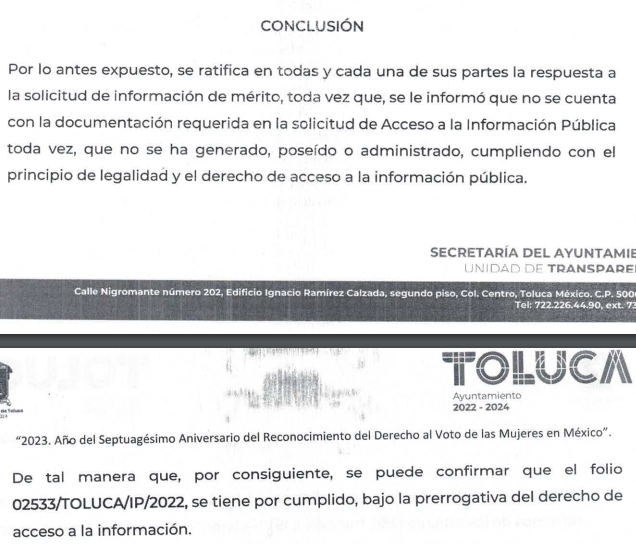 CONCLUSIÓN
Por lo antes expuesto, se ratifica en todas y cada una de sus partes la respuesta a
la solicitud de información de mérito, toda vez que, se le informó que no se cuenta
con la documentación requerida en la solicitud de Acceso a la Información Pública
toda vez, que no se ha generado, poseído o administrado, cumpliendo con el
principio de legalidad y el derecho de acceso a la información pública.
SECRETARÍA DEL AYUNTAMIE
UNIDAD DE TRANSPARE
Calle Nigromante número 202, Edificio Ignacio Ramírez Calzada, segundo piso, Col. Centro, Toluca México. C.P. 500
Tel: 722.226.44.90, ext. 73
TOLUCA
Ayuntamiento
2022 - 2024
de Toluca
"2023. Año del Septuagésimo Aniversario del Reconocimiento del Derecho al Voto de las Mujeres en México".
De tal manera que, por consiguiente, se puede confirmar que el folio
02533/TOLUCA/IP/2022, se tiene por cumplido, bajo la prerrogativa del derecho de
acceso a la información.